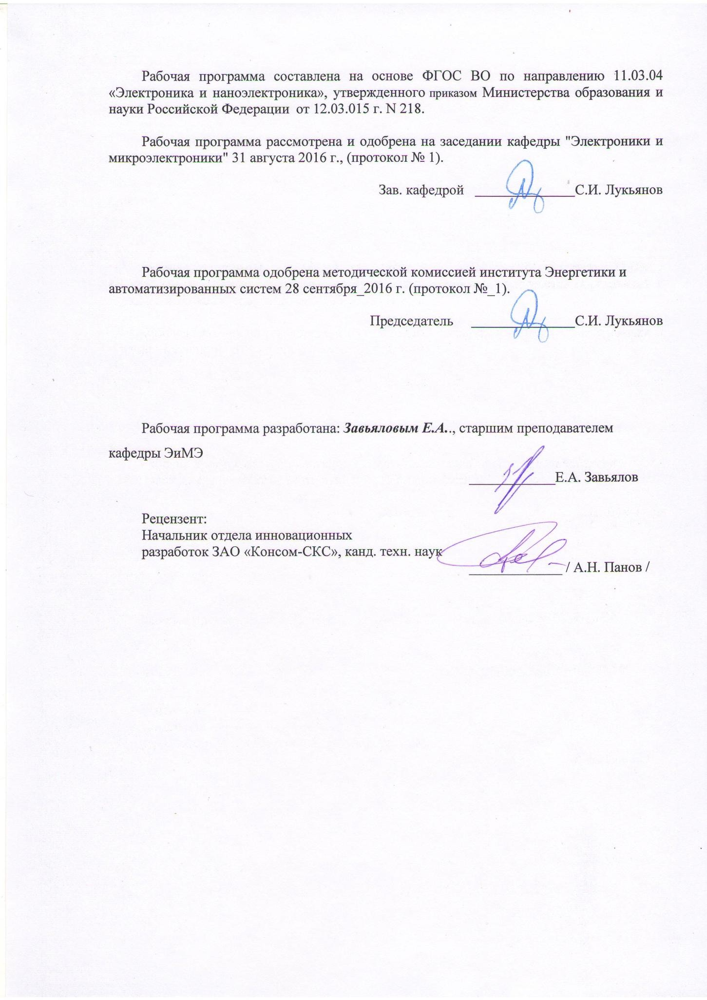 Рабочая программа составлена на основе ФГОС ВО по направлению 11.03.04
«Электроника и наноэлектроника», утвержденного приказом Министерства образования и
науки Российской Федерации от 12.03.015 г. N 218.
Рабочая программа рассмотрена и одобрена на заседании кафедры "Электроники и
микроэлектроники" 31 августа 2016 г., (протокол № 1).
Зав. кафедрой ______________С.И. Лукьянов
Рабочая программа одобрена методической комиссией института Энергетики и
автоматизированных систем 28 сентября_2016 г. (протокол №_1).
Председатель ______________С.И. Лукьянов
Рабочая программа разработана: Завьяловым Е.А.., старшим преподавателем
кафедры ЭиМЭ
____________Е.А. Завьялов
Рецензент:
Начальник отдела инновационных
разработок ЗАО «Консом-СКС», канд. техн. наук
_____________ / А.Н. Панов /